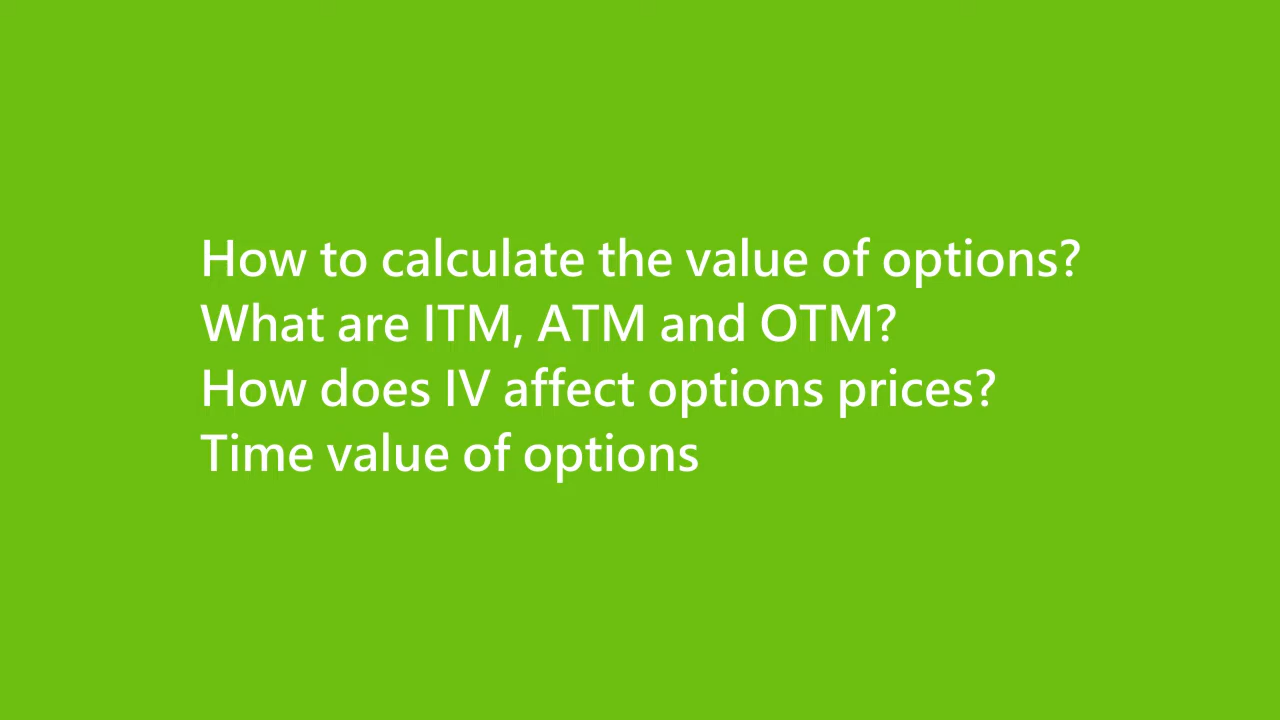 How to calculate the value of options?
What are ITM, ATM and OTM?
How does IV affect options prices?
Time value of options